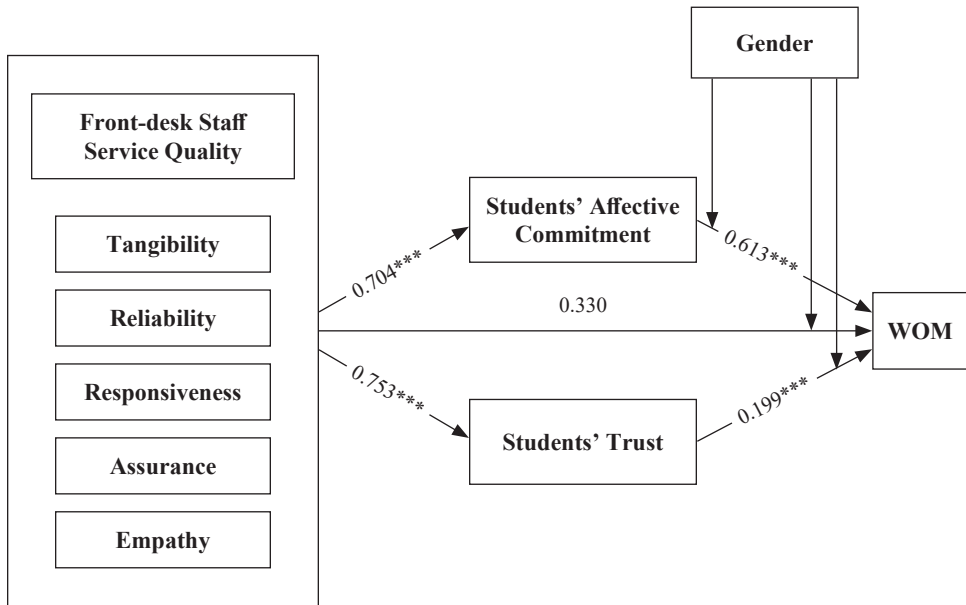 Gender
Front-desk Staff
Service Quality
Students’ Affective
Commitment
Tangibility
0.704***
0.613***
Reliability
0.330
WOM
Responsiveness
0.753***
0.199***
Students’ Trust
Assurance
Empathy